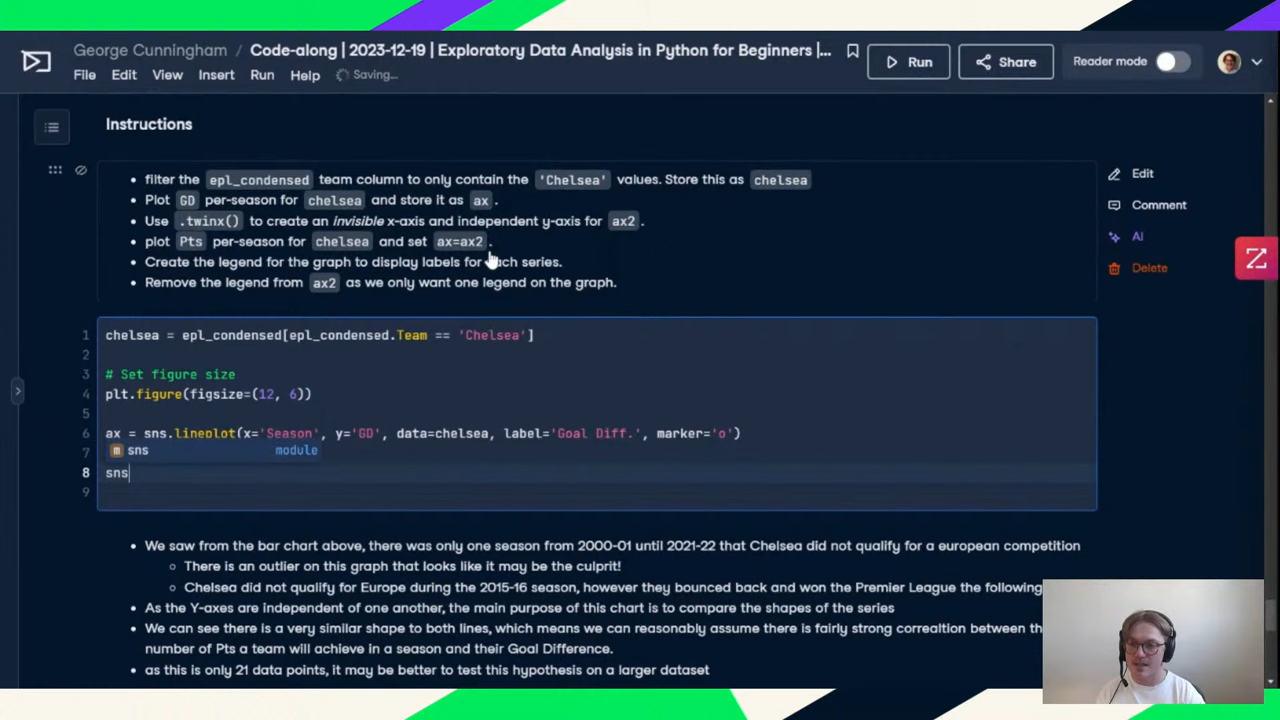 George Cunningham / Code-along | 2023-12-19 | Exploratory Data Analysis in Python for Beginners |...
Run
Share
Reader mode
File Edit View Insert Run Help Saving...
Instructions
• filter the epl_condensed team column to only contain the 'Chelsea' values. Store this as chelsea
Edit
• Plot GD per-season for chelsea and store it as ax.
Comment
• Use .twinx() to create an invisible x-axis and independent y-axis for ax2.
• plot Pts per-season for chelsea and set ax=ax2.
AI
• Create the legend for the graph to display labels for each series.
Delete
• Remove the legend from ax2 as we only want one legend on the graph.
1 chelsea = epl_condensed[epl_condensed.Team == 'Chelsea']
2
3 # Set figure size
4 plt.figure(figsize=(12, 6))
5
6 ax = sns.lineplot(x='Season', y='GD', data=chelsea, label='Goal Diff.', marker='o')
7 m sns module
8 sns
9
• We saw from the bar chart above, there was only one season from 2000-01 until 2021-22 that Chelsea did not qualify for a european competition
There is an outlier on this graph that looks like it may be the culprit!
Chelsea did not qualify for Europe during the 2015-16 season, however they bounced back and won the Premier League the following
• As the Y-axes are independent of one another, the main purpose of this chart is to compare the shapes of the series
• We can see there is a very similar shape to both lines, which means we can reasonably assume there is fairly strong correaltion between th
number of Pts a team will achieve in a season and their Goal Difference.
• as this is only 21 data points, it may be better to test this hypothesis on a larger dataset